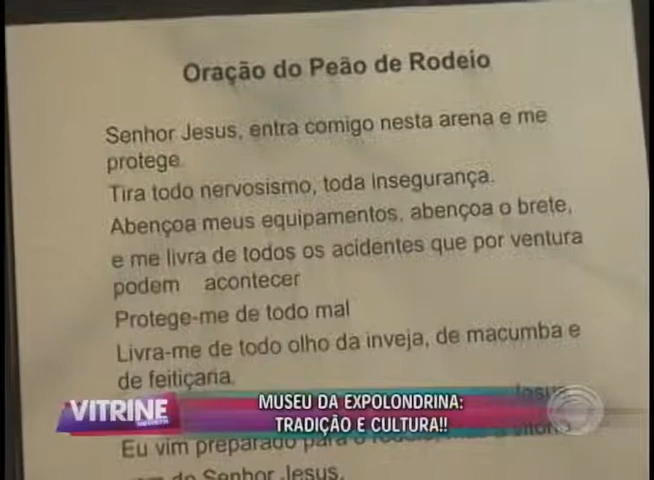 Oração do Peão de Rodeio
Senhor Jesus, entra comigo nesta arena e me
protege.
Tira todo nervosismo, toda insegurança.
Abençoa meus equipamentos, abençoa o brete,
e me livra de todos os acidentes que por ventura
podem acontecer
Protege-me de todo mal
Livra-me de todo olho da inveja, de macumba e
de feitiçaria.
VITRINE
MUSEU DA EXPOLONDRINA:
TRADIÇÃO E CULTURA!!
Eu vim preparado para o
do Senhor Jesus.